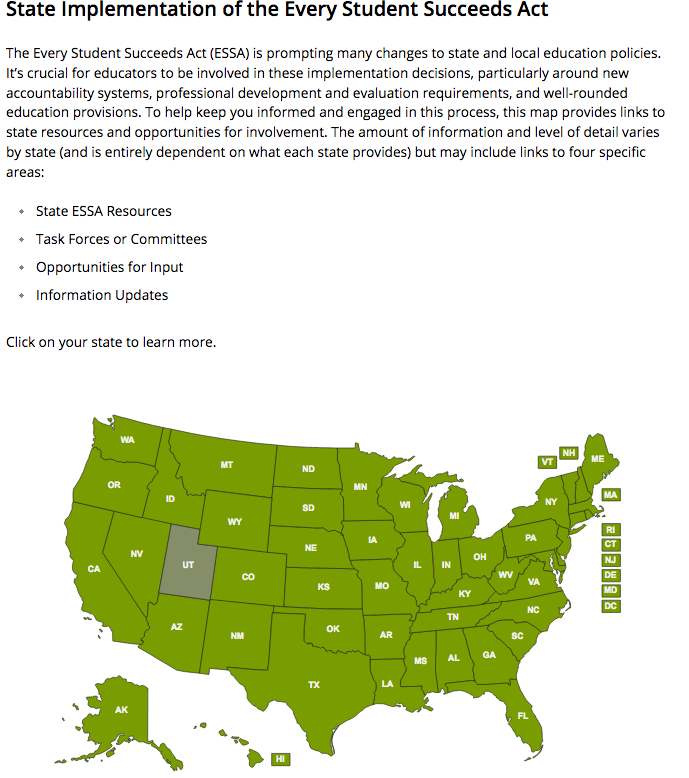 State Implementation of the Every Student Succeeds Act
The Every Student Succeeds Act (ESSA) is prompting many changes to state and local education policies.
It's crucial for educators to be involved in these implementation decisions, particularly around new
accountability systems, professional development and evaluation requirements, and well-rounded
education provisions. To help keep you informed and engaged in this process, this map provides links to
state resources and opportunities for involvement. The amount of information and level of detail varies
by state (and is entirely dependent on what each state provides) but may include links to four specific
areas:
State ESSA Resources
Task Forces or Committees
Opportunities for Input
Information Updates
Click on your state to learn more.
WA
MT
ND
MN
VT
NH
ME
OR
ID
WY
SD
WI
MI
NY
MA
NV
UT
NE
IA
PA
RI
CT
CA
CO
KS
MO
IL
IN
OH
WV
VA
NJ
DE
MD
DC
KY
AZ
NM
OK
AR
TN
NC
SC
TX
LA
MS
AL
GA
AK
FL
HI